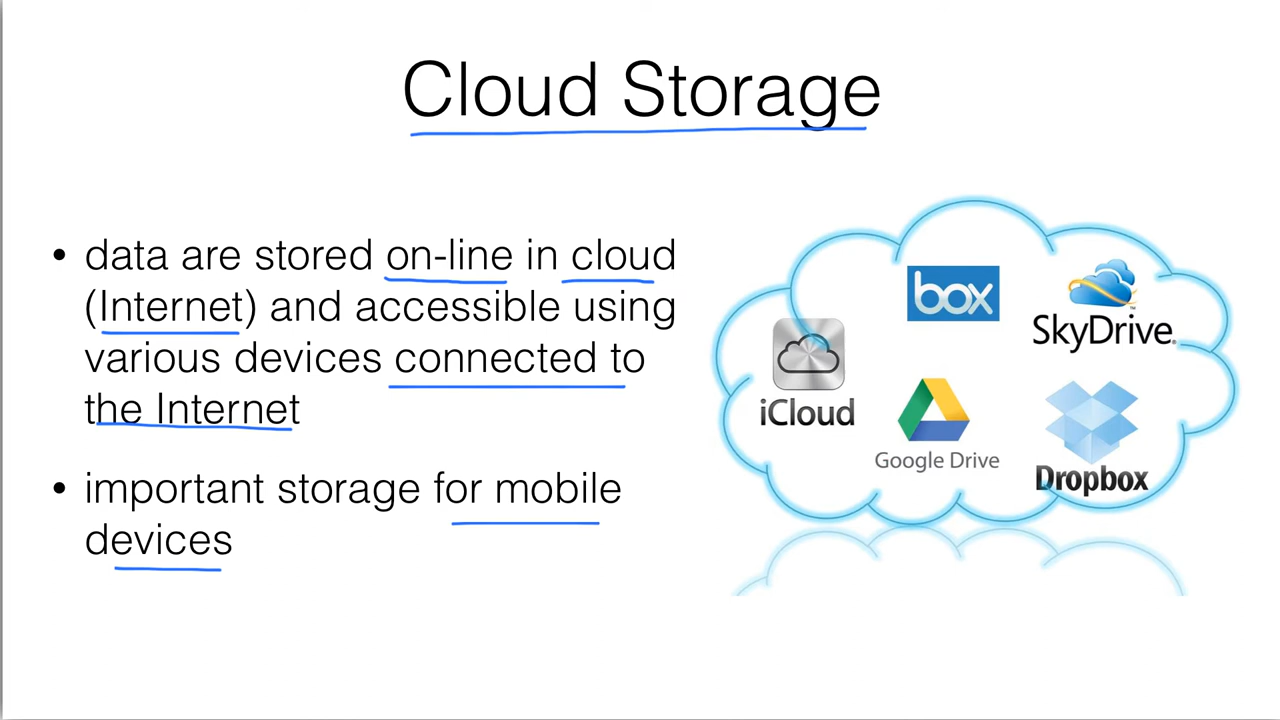 Cloud Storage
• data are stored on-line in cloud
(Internet) and accessible using
various devices connected to
the Internet
• important storage for mobile
devices
box
SkyDrive
iCloud
Google Drive
Dropbox